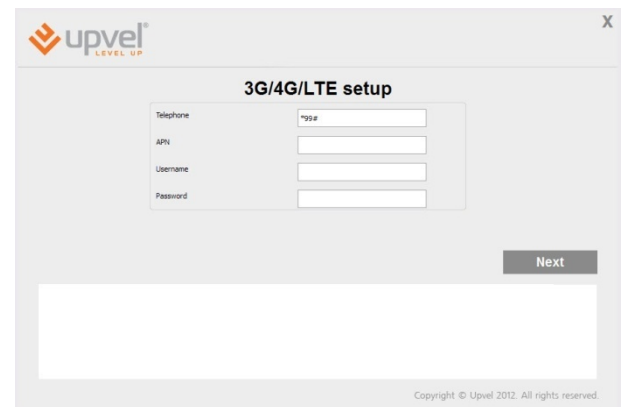 upvel
LEVEL UP
X
3G/4G/LTE setup
Telephone *99#
APN
Username
Password
Next
Copyright © Upvel 2012. All rights reserved.